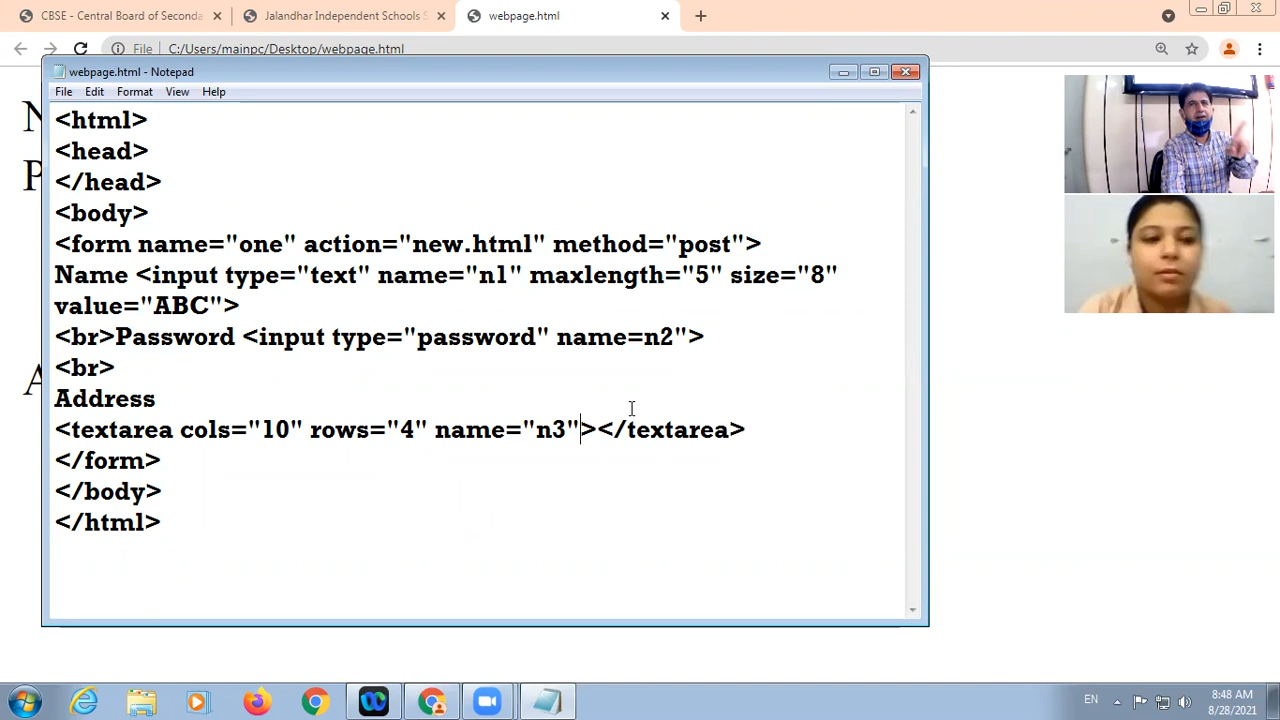 CBSE - Central Board of Seconda
Jalandhar Independent Schools S
webpage.html
File
C:/Users/mainpc/Desktop/webpage.html
webpage.html - Notepad
File Edit Format View Help
<html>
<head>
</head>
<body>
<form name="one" action="new.html" method="post">
Name <input type="text" name="n1" maxlength="5" size="8"
value="ABC">
<br>Password <input type="password" name=n2">
<br>
Address
<textarea cols="10" rows="4" name="n3"></textarea>
</form>
</body>
</html>
EN
8:48 AM
8/28/2021